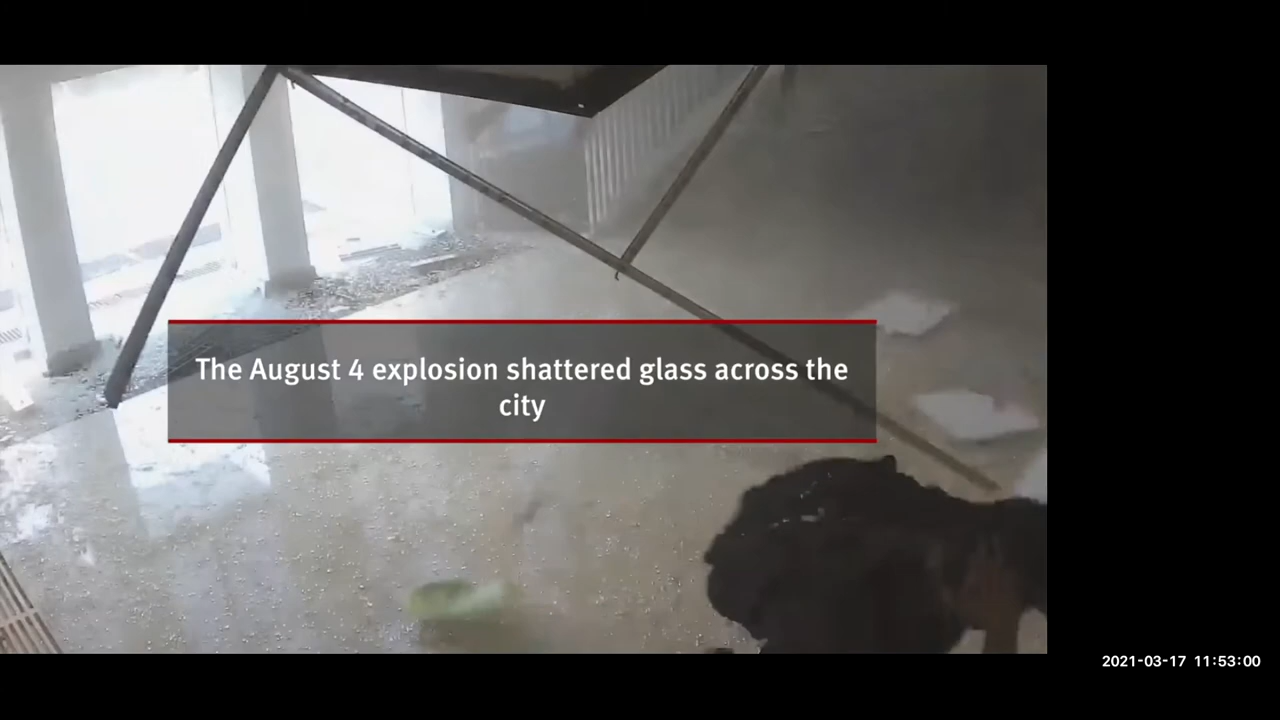 The August 4 explosion shattered glass across the
city
2021-03-17 11:53:00